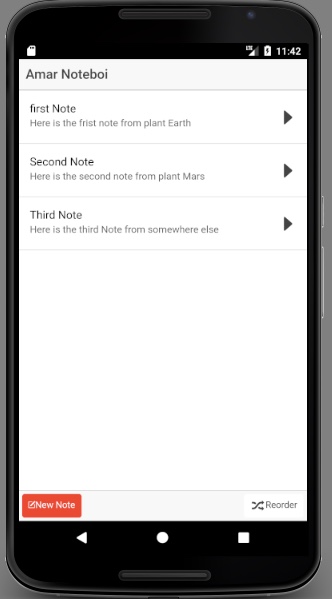 LTE 11:42
Amar Noteboi
first Note
Here is the frist note from plant Earth
Second Note
Here is the second note from plant Mars
Third Note
Here is the third Note from somewhere else
New Note Reorder